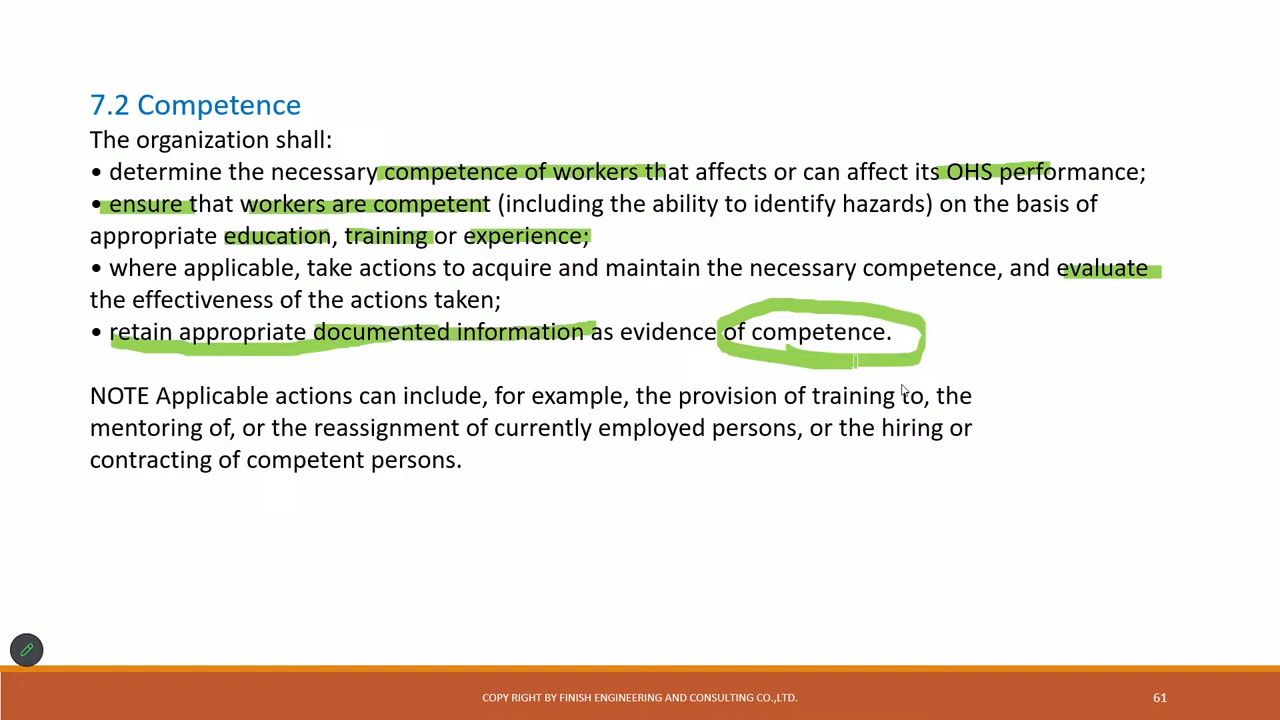 7.2 Competence
The organization shall:
• determine the necessary competence of workers that affects or can affect its OHS performance;
• ensure that workers are competent (including the ability to identify hazards) on the basis of
appropriate education, training or experience;
• where applicable, take actions to acquire and maintain the necessary competence, and evaluate
the effectiveness of the actions taken;
• retain appropriate documented information as evidence of competence.
NOTE Applicable actions can include, for example, the provision of training to, the
mentoring of, or the reassignment of currently employed persons, or the hiring or
contracting of competent persons.
COPY RIGHT BY FINISH ENGINEERING AND CONSULTING CO.,LTD.
61